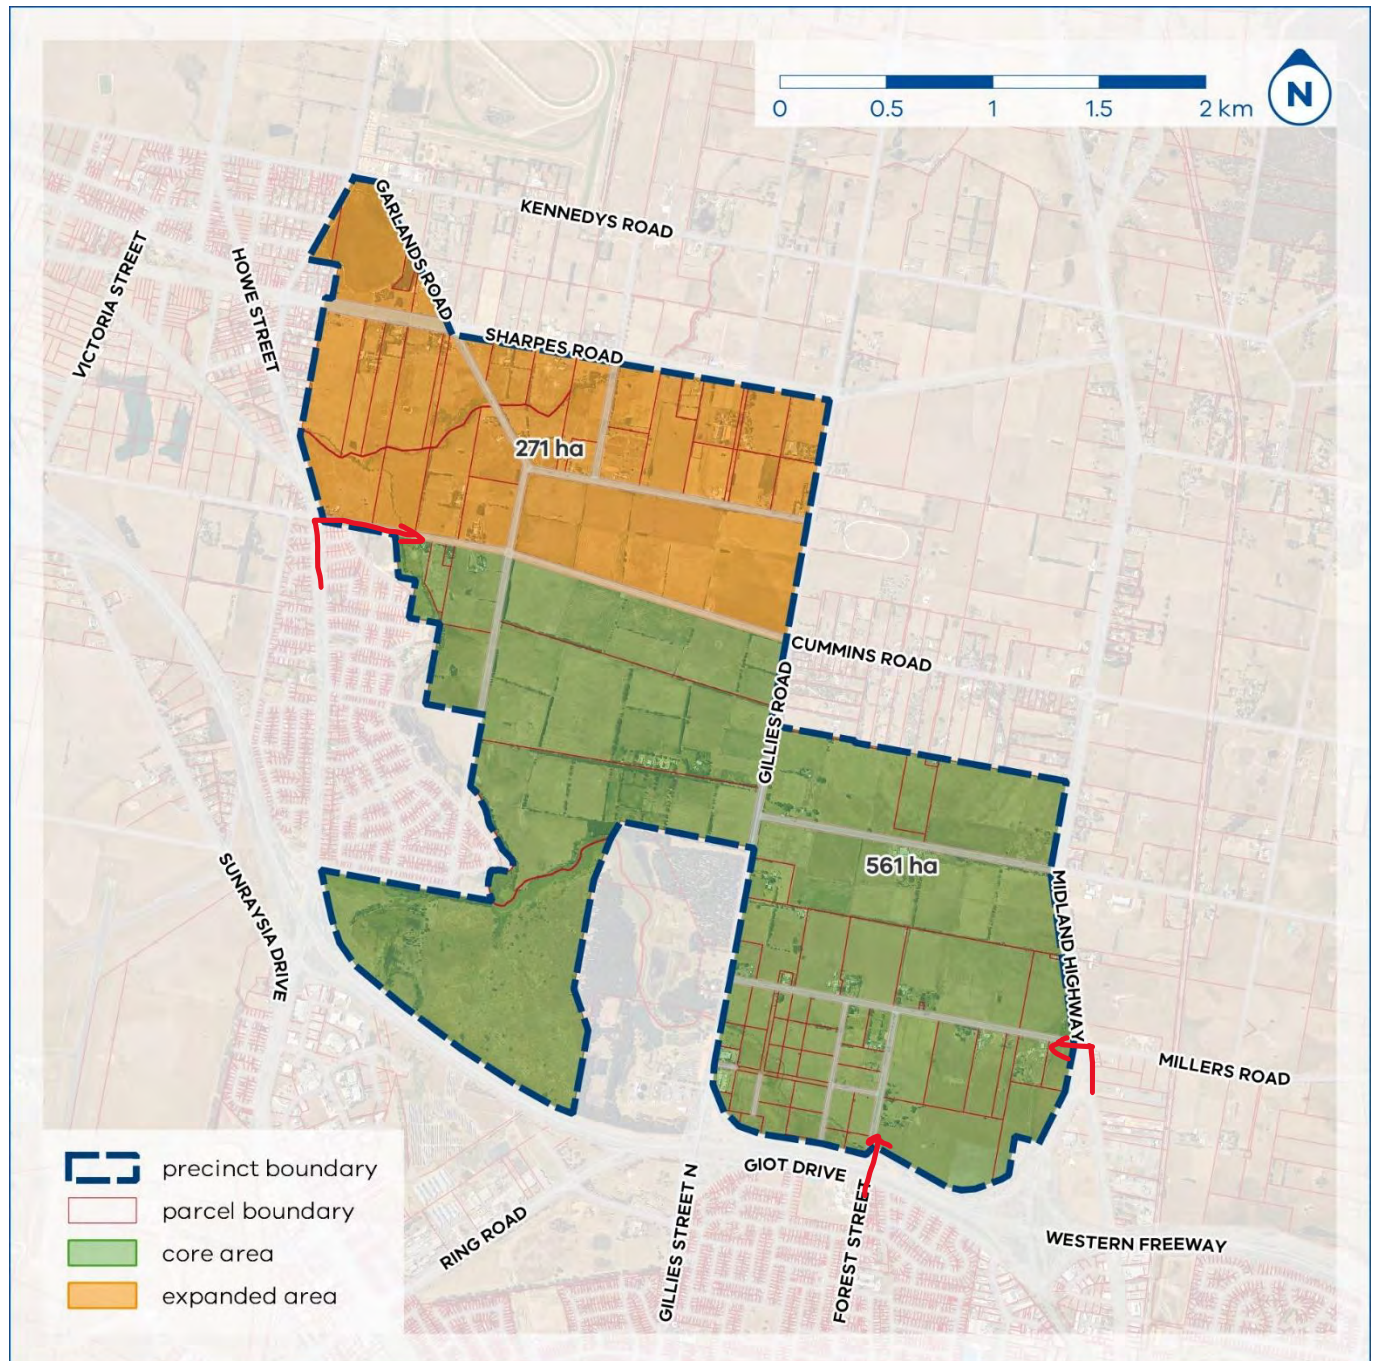 0 0.5 1 1.5 2 km
N
KENNEDYS ROAD
GARLANDS ROAD
VICTORIA STREET
HOWE STREET
SHARPES ROAD
271 ha
CUMMINS ROAD
GILLIES ROAD
561 ha
MIDLAND HIGHWAY
SUNRAYSIA DRIVE
MILLERS ROAD
GIOT DRIVE
FOREST STREET
GILLIES STREET N
RING ROAD
WESTERN FREEWAY
precinct boundary
parcel boundary
core area
expanded area